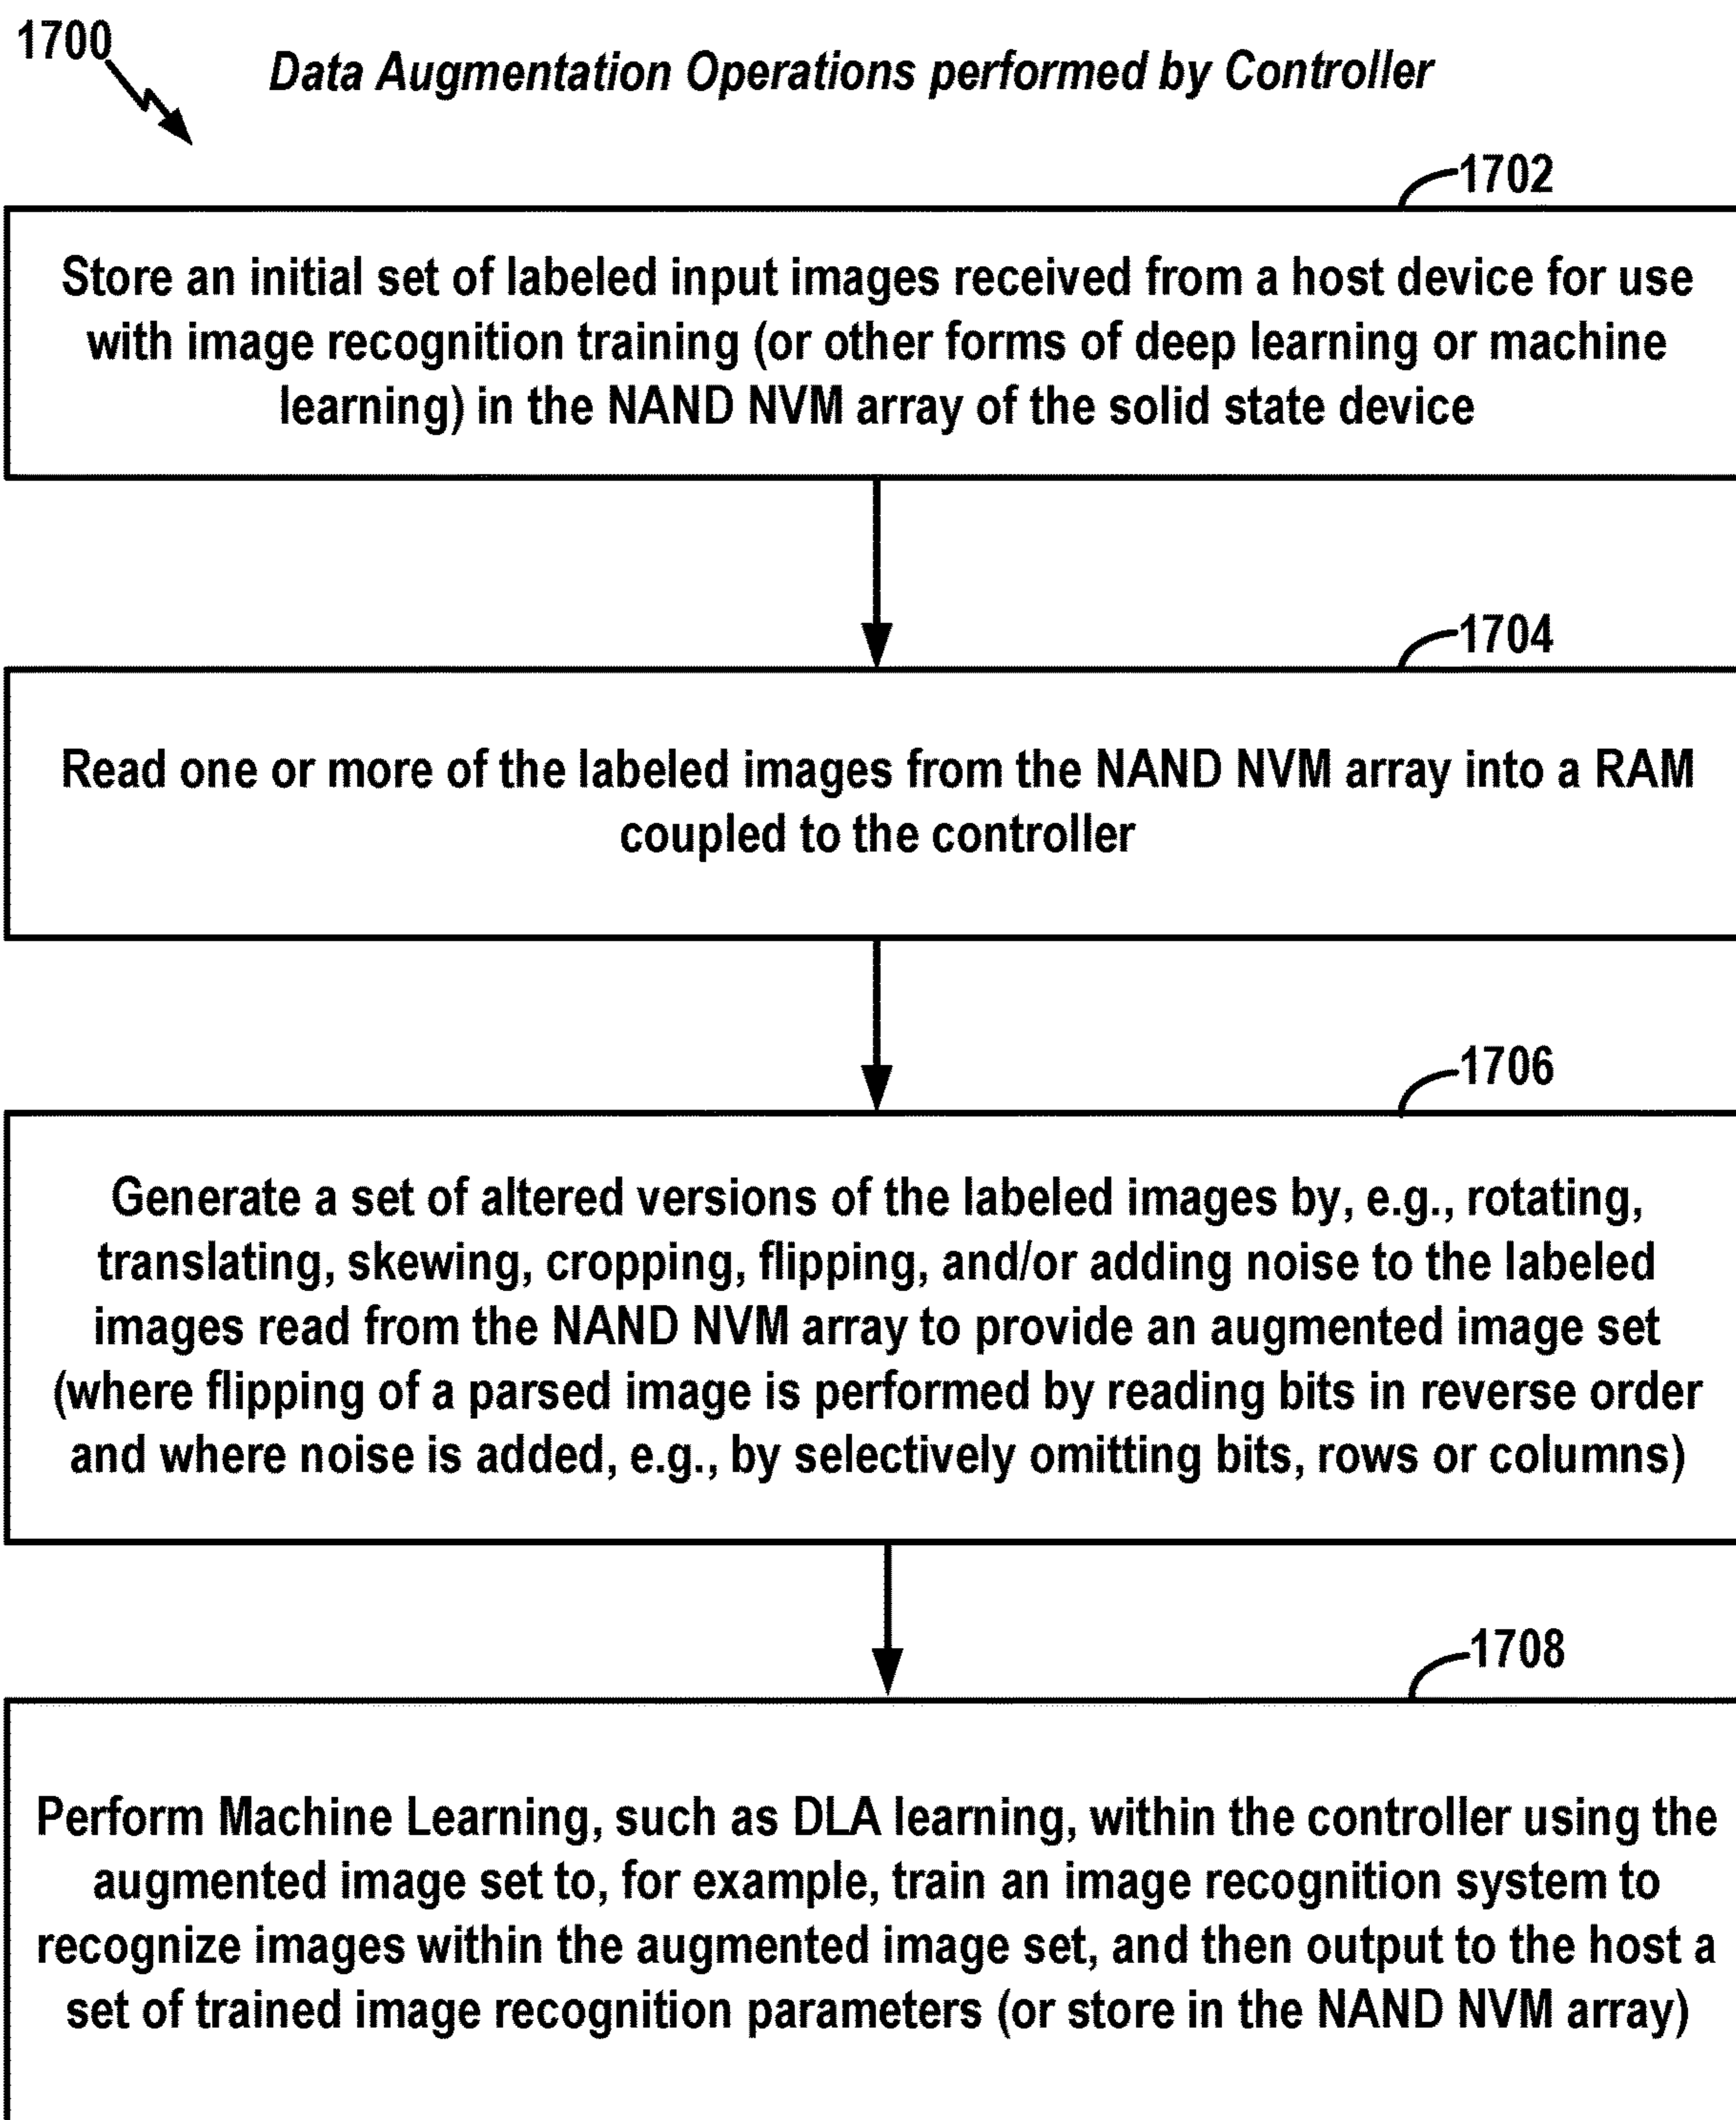 1700
Data Augmentation Operations performed by Controller
1702
Store an initial set of labeled input images received from a host device for use
with image recognition training (or other forms of deep learning or machine
learning) in the NAND NVM array of the solid state device
1704
Read one or more of the labeled images from the NAND NVM array into a RAM
coupled to the controller
1706
Generate a set of altered versions of the labeled images by, e.g., rotating,
translating, skewing, cropping, flipping, and/or adding noise to the labeled
images read from the NAND NVM array to provide an augmented image set
(where flipping of a parsed image is performed by reading bits in reverse order
and where noise is added, e.g., by selectively omitting bits, rows or columns)
1708
Perform Machine Learning, such as DLA learning, within the controller using the
augmented image set to, for example, train an image recognition system to
recognize images within the augmented image set, and then output to the host a
set of trained image recognition parameters (or store in the NAND NVM array)